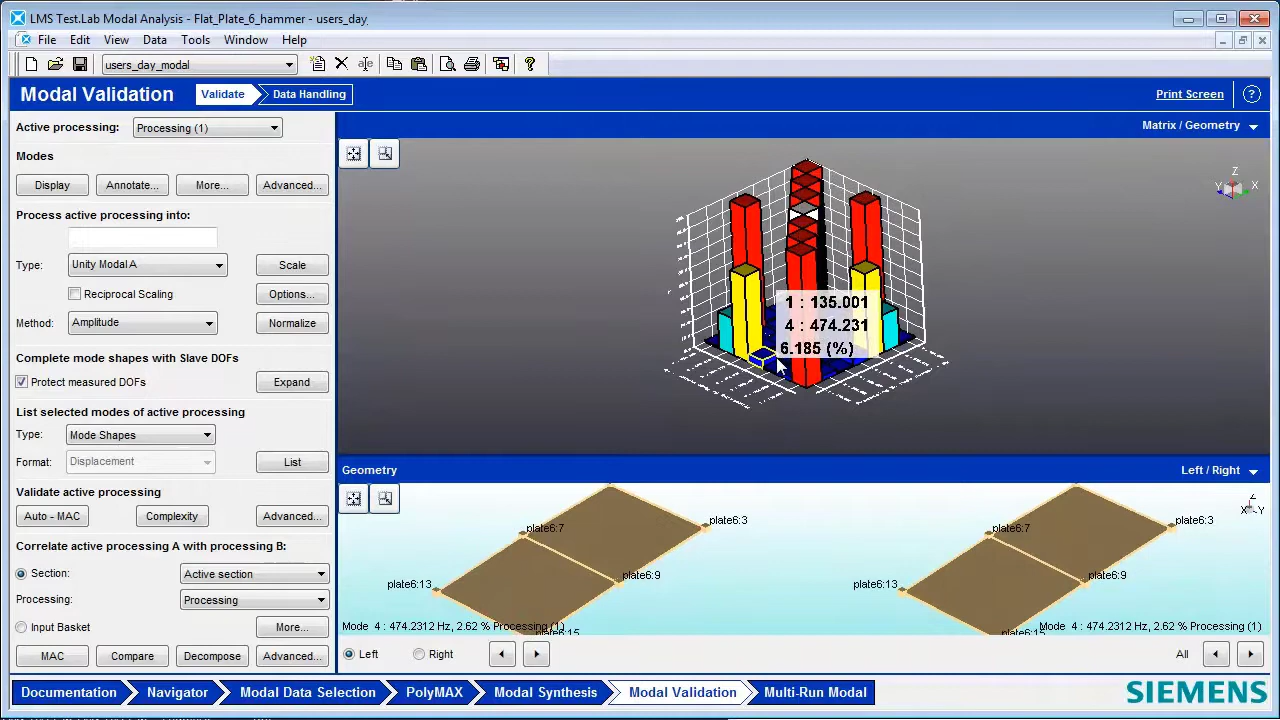 LMS Test.Lab Modal Analysis - Flat_Plate_6_hammer - users_day
File Edit View Data Tools Window Help
users_day_modal
Modal Validation Validate Data Handling Print Screen ?
Active processing: Processing (1)
Matrix / Geometry
Modes
Display Annotate... More... Advanced...
Process active processing into:
Type: Unity Modal A Scale
Reciprocal Scaling Options...
Method: Amplitude Normalize
Complete mode shapes with Slave DOFs
Protect measured DOFs Expand
List selected modes of active processing
Type: Mode Shapes
Format: Displacement List
Validate active processing
Auto - MAC Complexity Advanced...
Correlate active processing A with processing B:
Section: Active section
Processing: Processing
Input Basket More...
MAC Compare Decompose Advanced...
Z
Y X
1 : 135.001
4 : 474.231
6.185 (%)
Geometry Left / Right
plate6:7 plate6:3
plate6:13 plate6:9
plate6:15
Mode 4 : 474.2312 Hz, 2.62 % Processing (1)
Z
X Y
plate6:7 plate6:3
plate6:13 plate6:9
Mode 4 : 474.2312 Hz, 2.62 % Processing (1)
Left Right All
Documentation Navigator Modal Data Selection PolyMAX Modal Synthesis Modal Validation Multi-Run Modal
SIEMENS